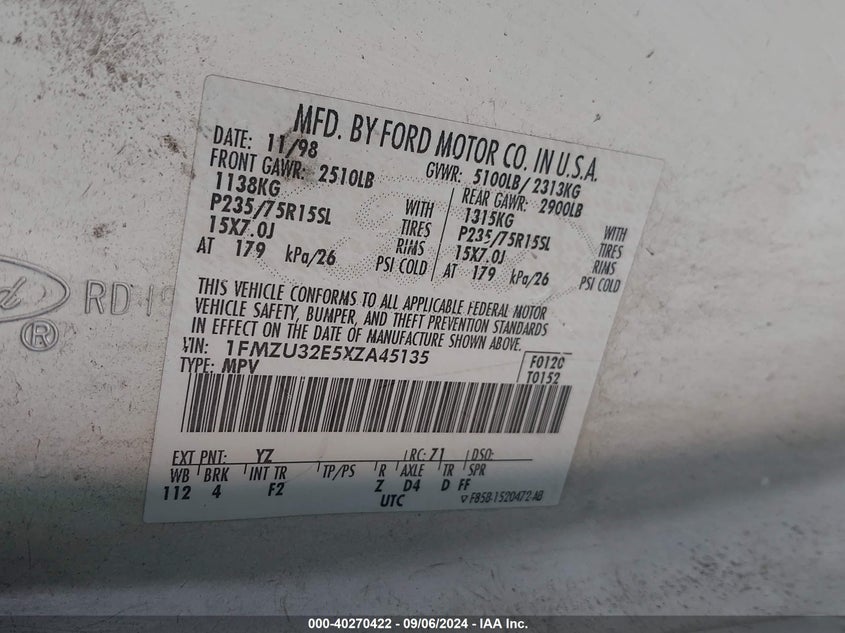 MFD. BY FORD MOTOR CO. IN U.S.A.
DATE: 11/98 GVWR: 5100LB/ 2313KG
FRONT GAWR: 2510LB REAR GAWR: 2900LB
1138KG WITH 1315KG WITH
P235/75R15SL TIRES P235/75R15SL TIRES
15X7.0J RIMS 15X7.0J RIMS
AT 179 kPa/26 PSI COLD AT 179 kPa/26 PSI COLD
THIS VEHICLE CONFORMS TO ALL APPLICABLE FEDERAL MOTOR
VEHICLE SAFETY, BUMPER, AND THEFT PREVENTION STANDARDS
IN EFFECT ON THE DATE OF MANUFACTURE SHOWN ABOVE.
VIN: 1FMZU32E5XZA45135
TYPE: MPV
F0120
T0152
EXT PNT: YZ RC: 71 DSO:
WB BRK INT TR TP/PS R AXLE TR SPR
112 4 F2 Z D4 D FF
UTC
F85B-1520472-AB
RD
®
000-40270422 - 09/06/2024 - IAA Inc.